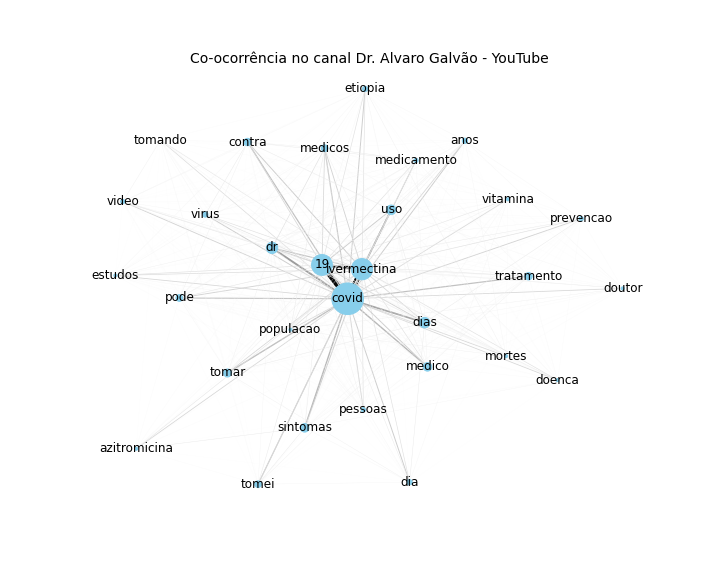 Co-ocorrência no canal Dr. Alvaro Galvão - YouTube
etiopia
tomando
contra
medicos
anos
medicamento
video
virus
uso
vitamina
prevencao
dr
19
ivermectina
estudos
tratamento
pode
covid
doutor
populacao
dias
tomar
medico
mortes
doenca
pessoas
sintomas
azitromicina
tomei
dia